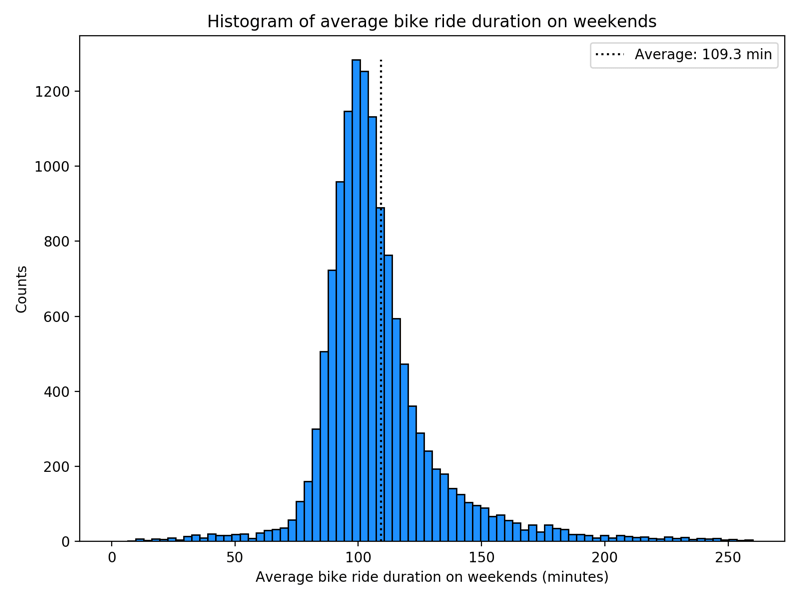 Histogram of average bike ride duration on weekends
Average: 109.3 min
1200
1000
800
600
400
200
0
Counts
0 50 100 150 200 250
Average bike ride duration on weekends (minutes)